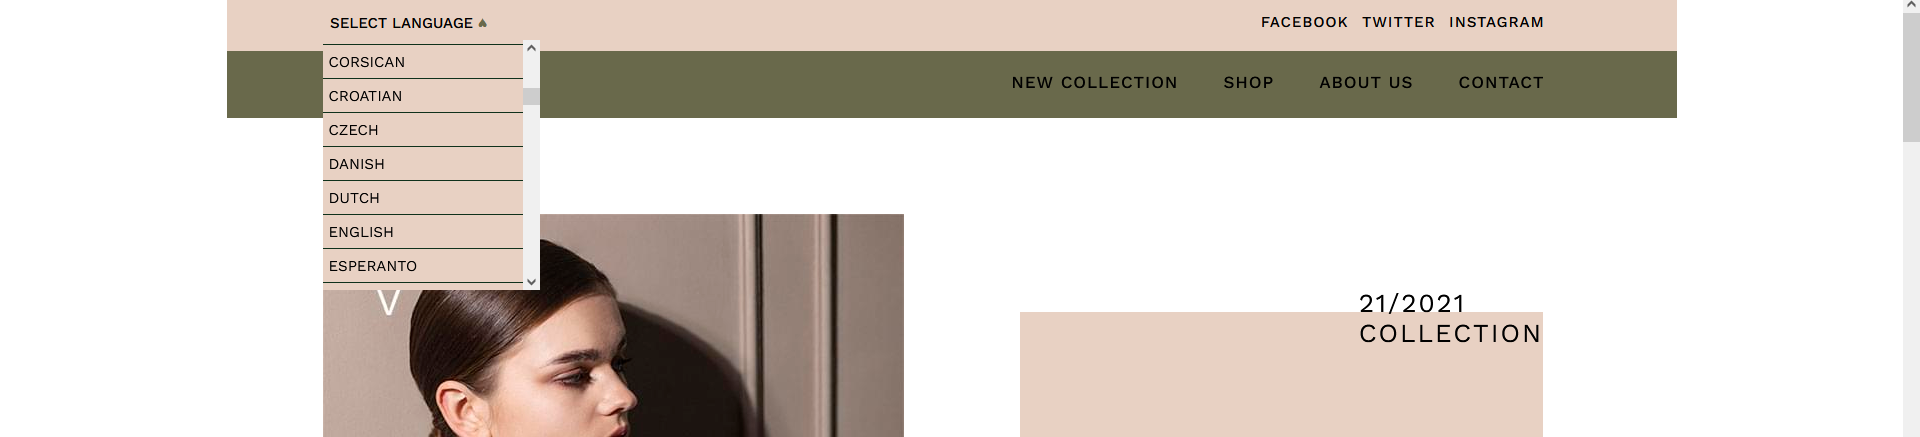 SELECT LANGUAGE
FACEBOOK TWITTER INSTAGRAM
NEW COLLECTION SHOP ABOUT US CONTACT
CORSICAN
CROATIAN
CZECH
DANISH
DUTCH
ENGLISH
ESPERANTO
V
21/2021
COLLECTION